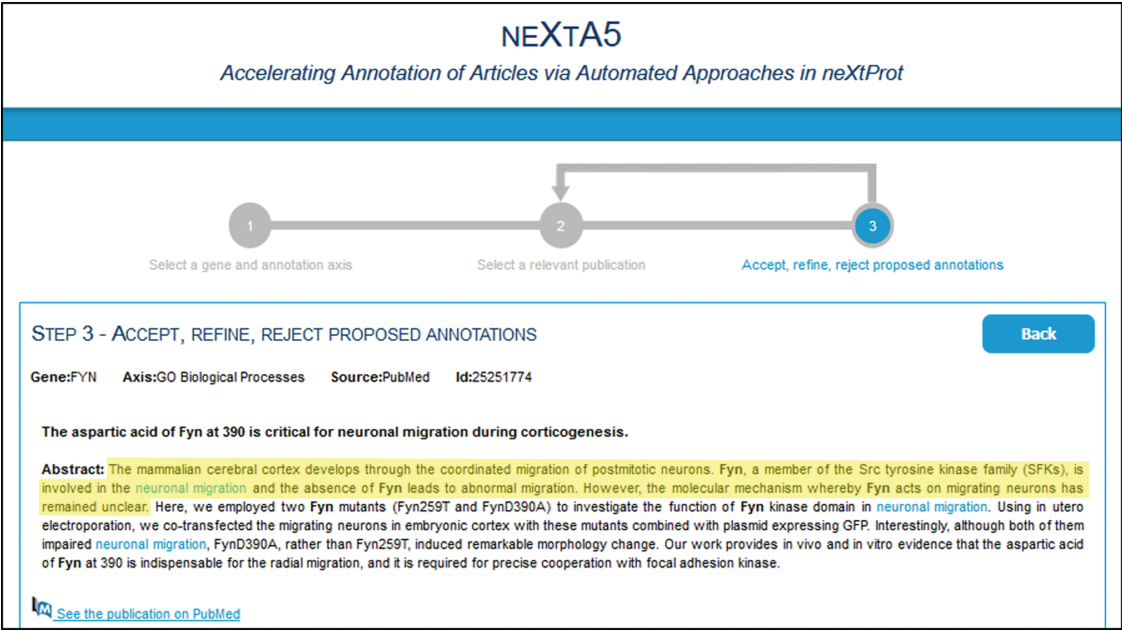 NEXTA5
Accelerating Annotation of Articles via Automated Approaches in neXtProt
1
2
3
Select a gene and annotation axis
Select a relevant publication
Accept, refine, reject proposed annotations
STEP 3 - ACCEPT, REFINE, REJECT PROPOSED ANNOTATIONS
Back
Gene:FYN Axis:GO Biological Processes Source:PubMed Id:25251774
The aspartic acid of Fyn at 390 is critical for neuronal migration during corticogenesis.
Abstract: The mammalian cerebral cortex develops through the coordinated migration of postmitotic neurons. Fyn, a member of the Src tyrosine kinase family (SFKs), is
involved in the neuronal migration and the absence of Fyn leads to abnormal migration. However, the molecular mechanism whereby Fyn acts on migrating neurons has
remained unclear. Here, we employed two Fyn mutants (Fyn259T and FynD390A) to investigate the function of Fyn kinase domain in neuronal migration. Using in utero
electroporation, we co-transfected the migrating neurons in embryonic cortex with these mutants combined with plasmid expressing GFP. Interestingly, although both of them
impaired neuronal migration, FynD390A, rather than Fyn259T, induced remarkable morphology change. Our work provides in vivo and in vitro evidence that the aspartic acid
of Fyn at 390 is indispensable for the radial migration, and it is required for precise cooperation with focal adhesion kinase.
M See the publication on PubMed